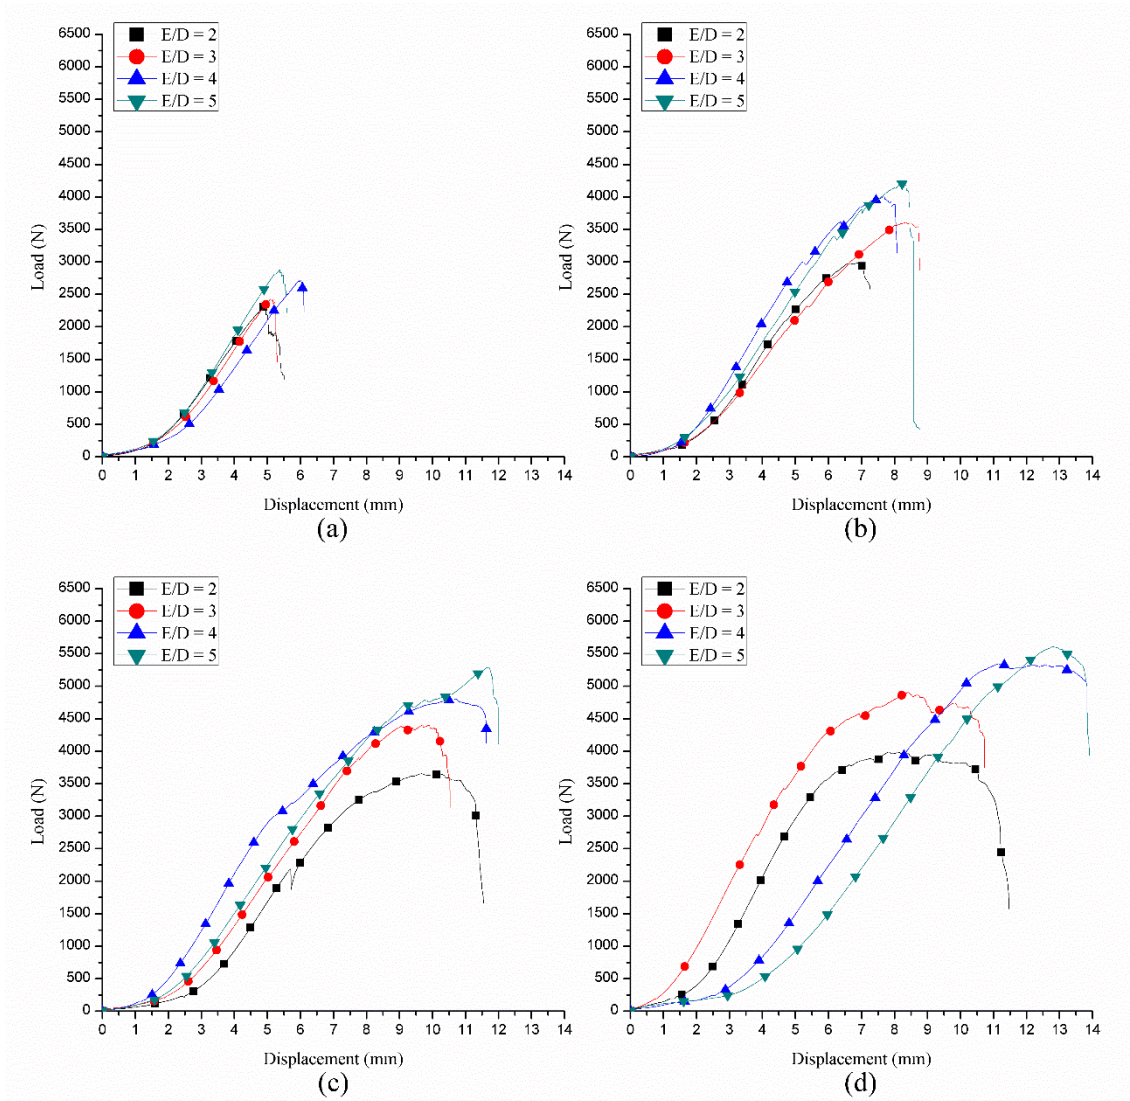 E/D = 2
E/D = 3
E/D = 4
E/D = 5
6500
6000
5500
5000
4500
4000
3500
3000
2500
2000
1500
1000
500
0
Load (N)
0 1 2 3 4 5 6 7 8 9 10 11 12 13 14
Displacement (mm)
(a)
E/D = 2
E/D = 3
E/D = 4
E/D = 5
6500
6000
5500
5000
4500
4000
3500
3000
2500
2000
1500
1000
500
0
Load (N)
0 1 2 3 4 5 6 7 8 9 10 11 12 13 14
Displacement (mm)
(b)
E/D = 2
E/D = 3
E/D = 4
E/D = 5
6500
6000
5500
5000
4500
4000
3500
3000
2500
2000
1500
1000
500
0
Load (N)
0 1 2 3 4 5 6 7 8 9 10 11 12 13 14
Displacement (mm)
(c)
E/D = 2
E/D = 3
E/D = 4
E/D = 5
6500
6000
5500
5000
4500
4000
3500
3000
2500
2000
1500
1000
500
0
Load (N)
0 1 2 3 4 5 6 7 8 9 10 11 12 13 14
Displacement (mm)
(d)